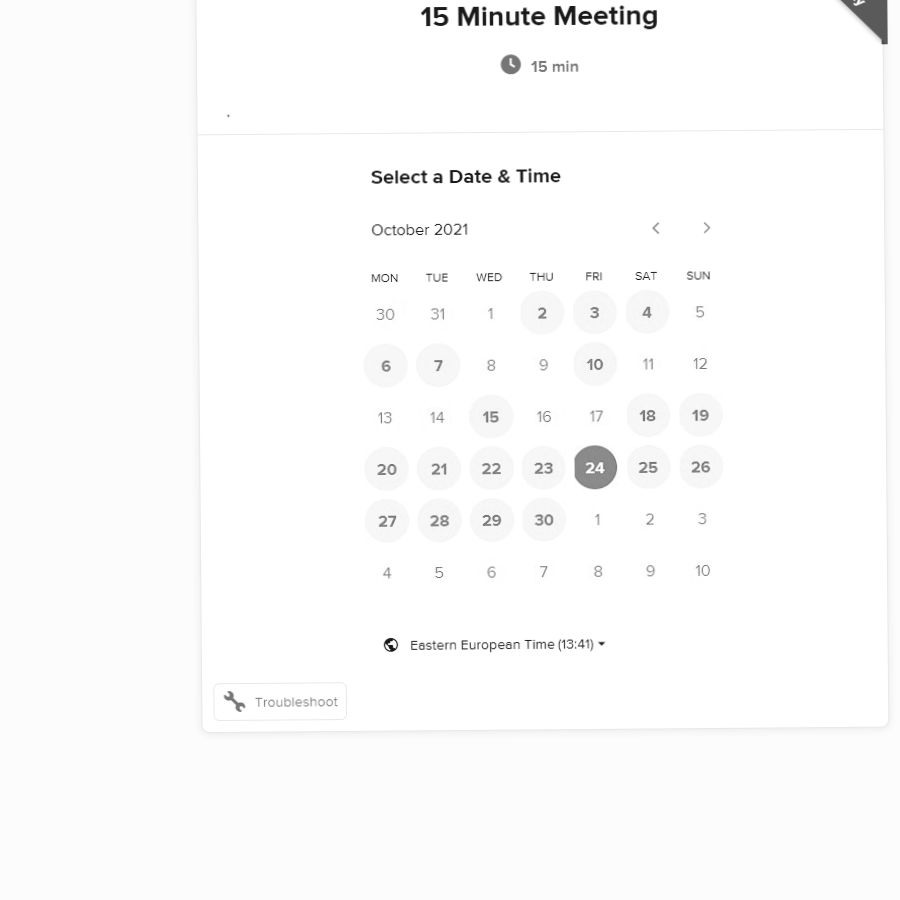 15 Minute Meeting
15 min
.
Select a Date & Time
October 2021
MON TUE WED THU FRI SAT SUN
30 31 1 2 3 4 5
6 7 8 9 10 11 12
13 14 15 16 17 18 19
20 21 22 23 24 25 26
27 28 29 30 1 2 3
4 5 6 7 8 9 10
Eastern European Time (13:41)
Troubleshoot